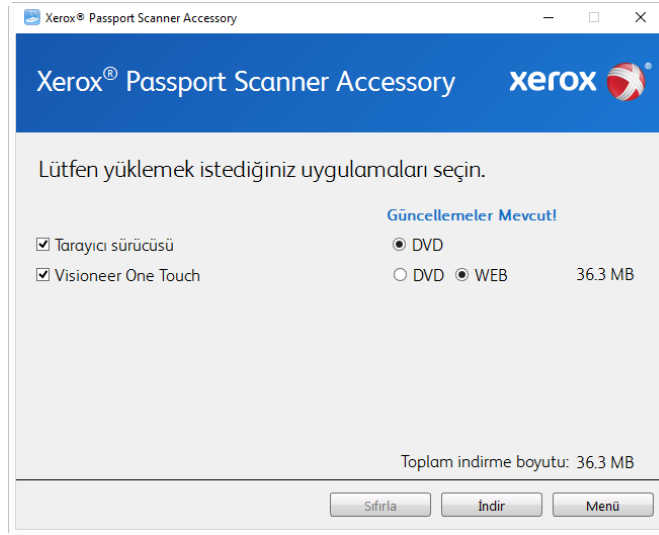 Xerox® Passport Scanner Accessory
Xerox® Passport Scanner Accessory xerox ®
Lütfen yüklemek istediğiniz uygulamaları seçin.
Güncellemeler Mevcut!
Tarayıcı sürücüsü DVD
Visioneer One Touch DVD WEB 36.3 MB
Toplam indirme boyutu: 36.3 MB
Sıfırla İndir Menü